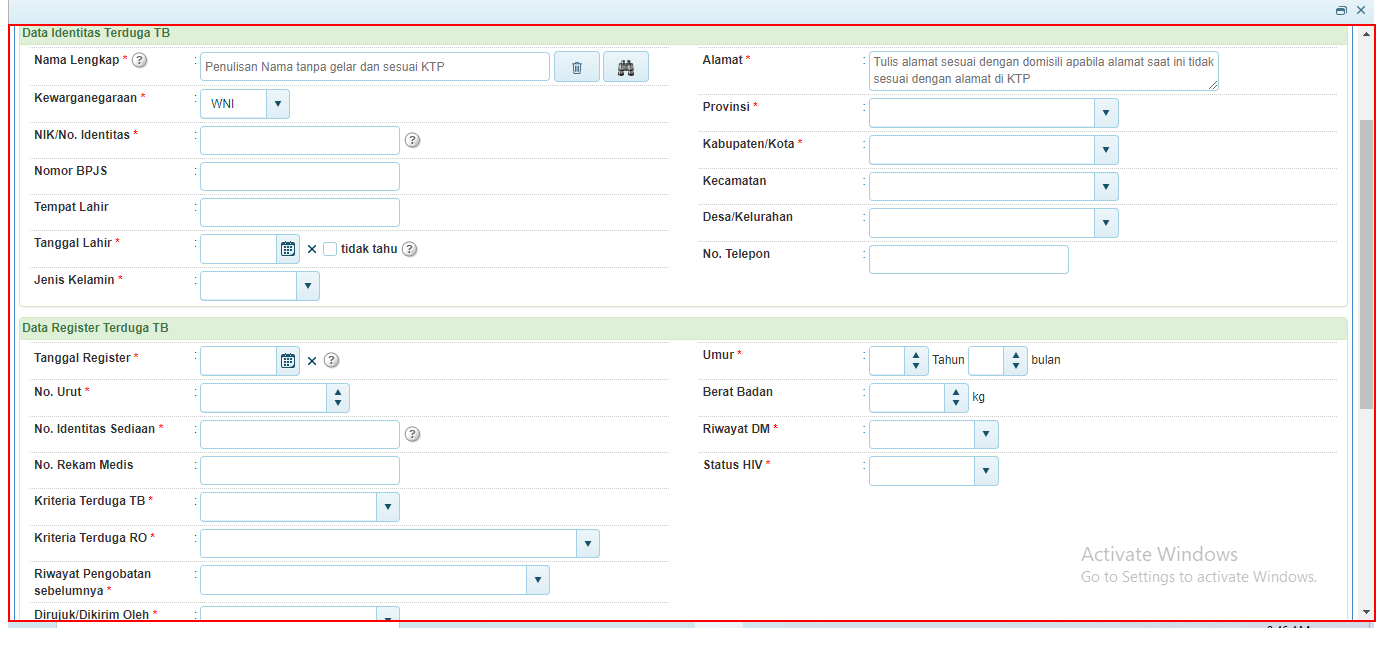 Data Identitas Terduga TB
Nama Lengkap * ? : Penulisan Nama tanpa gelar dan sesuai KTP
Kewarganegaraan * : WNI
NIK/No. Identitas * : ?
Nomor BPJS :
Tempat Lahir :
Tanggal Lahir * : tidak tahu ?
Jenis Kelamin * :
Alamat * : Tulis alamat sesuai dengan domisili apabila alamat saat ini tidak
sesuai dengan alamat di KTP
Provinsi * :
Kabupaten/Kota * :
Kecamatan :
Desa/Kelurahan :
No. Telepon :
Data Register Terduga TB
Tanggal Register * : ?
No. Urut * :
No. Identitas Sediaan * : ?
No. Rekam Medis :
Kriteria Terduga TB * :
Kriteria Terduga RO * :
Riwayat Pengobatan :
sebelumnya *
Dirujuk/Dikirim Oleh * :
Umur * : Tahun bulan
Berat Badan : kg
Riwayat DM * :
Status HIV * :
Activate Windows
Go to Settings to activate Windows.